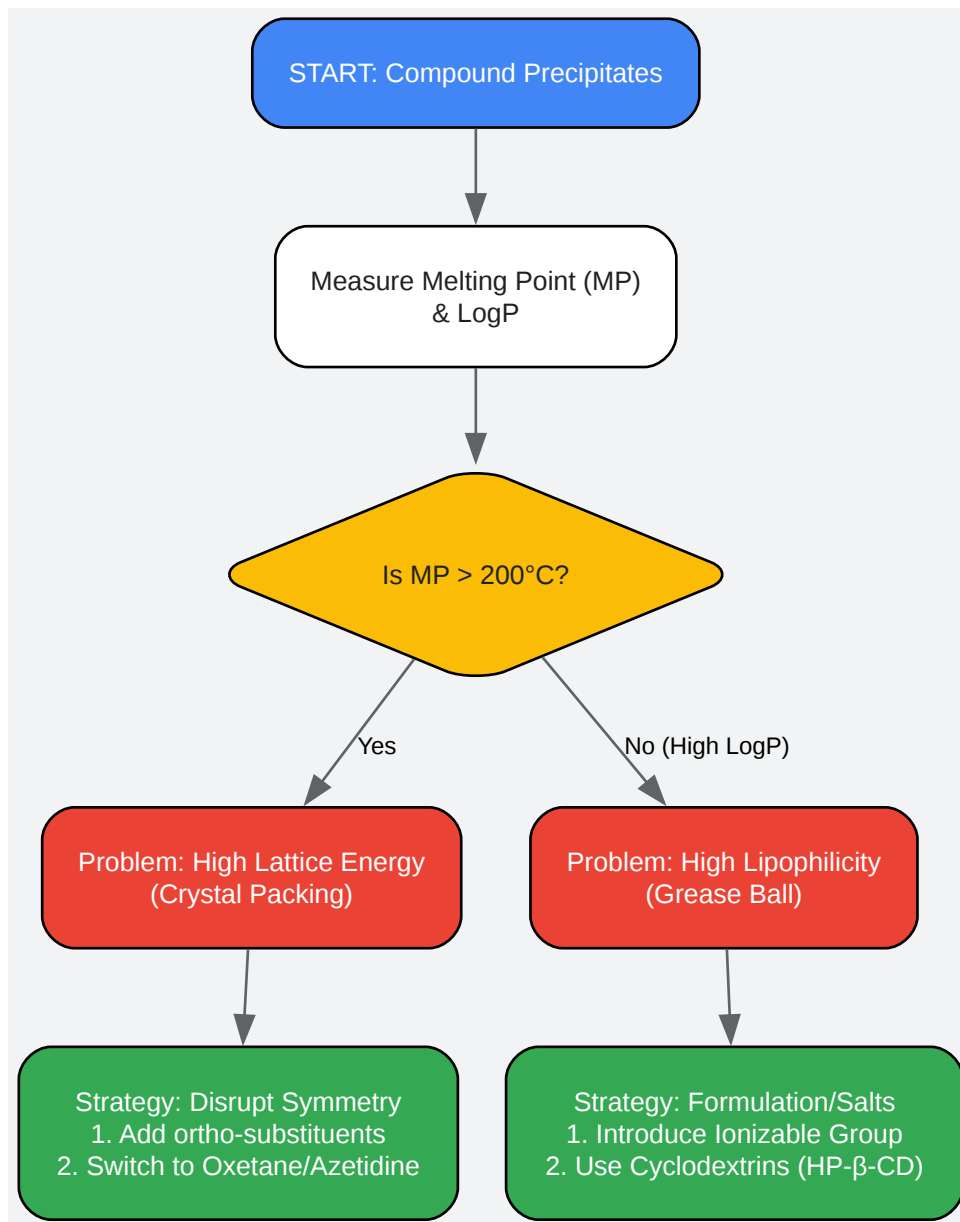 START: Compound Precipitates
Measure Melting Point (MP)
& LogP
Is MP > 200°C?
Yes
No (High LogP)
Problem: High Lattice Energy
(Crystal Packing)
Problem: High Lipophilicity
(Grease Ball)
Strategy: Disrupt Symmetry
1. Add ortho-substituents
2. Switch to Oxetane/Azetidine
Strategy: Formulation/Salts
1. Introduce Ionizable Group
2. Use Cyclodextrins (HP-β-CD)